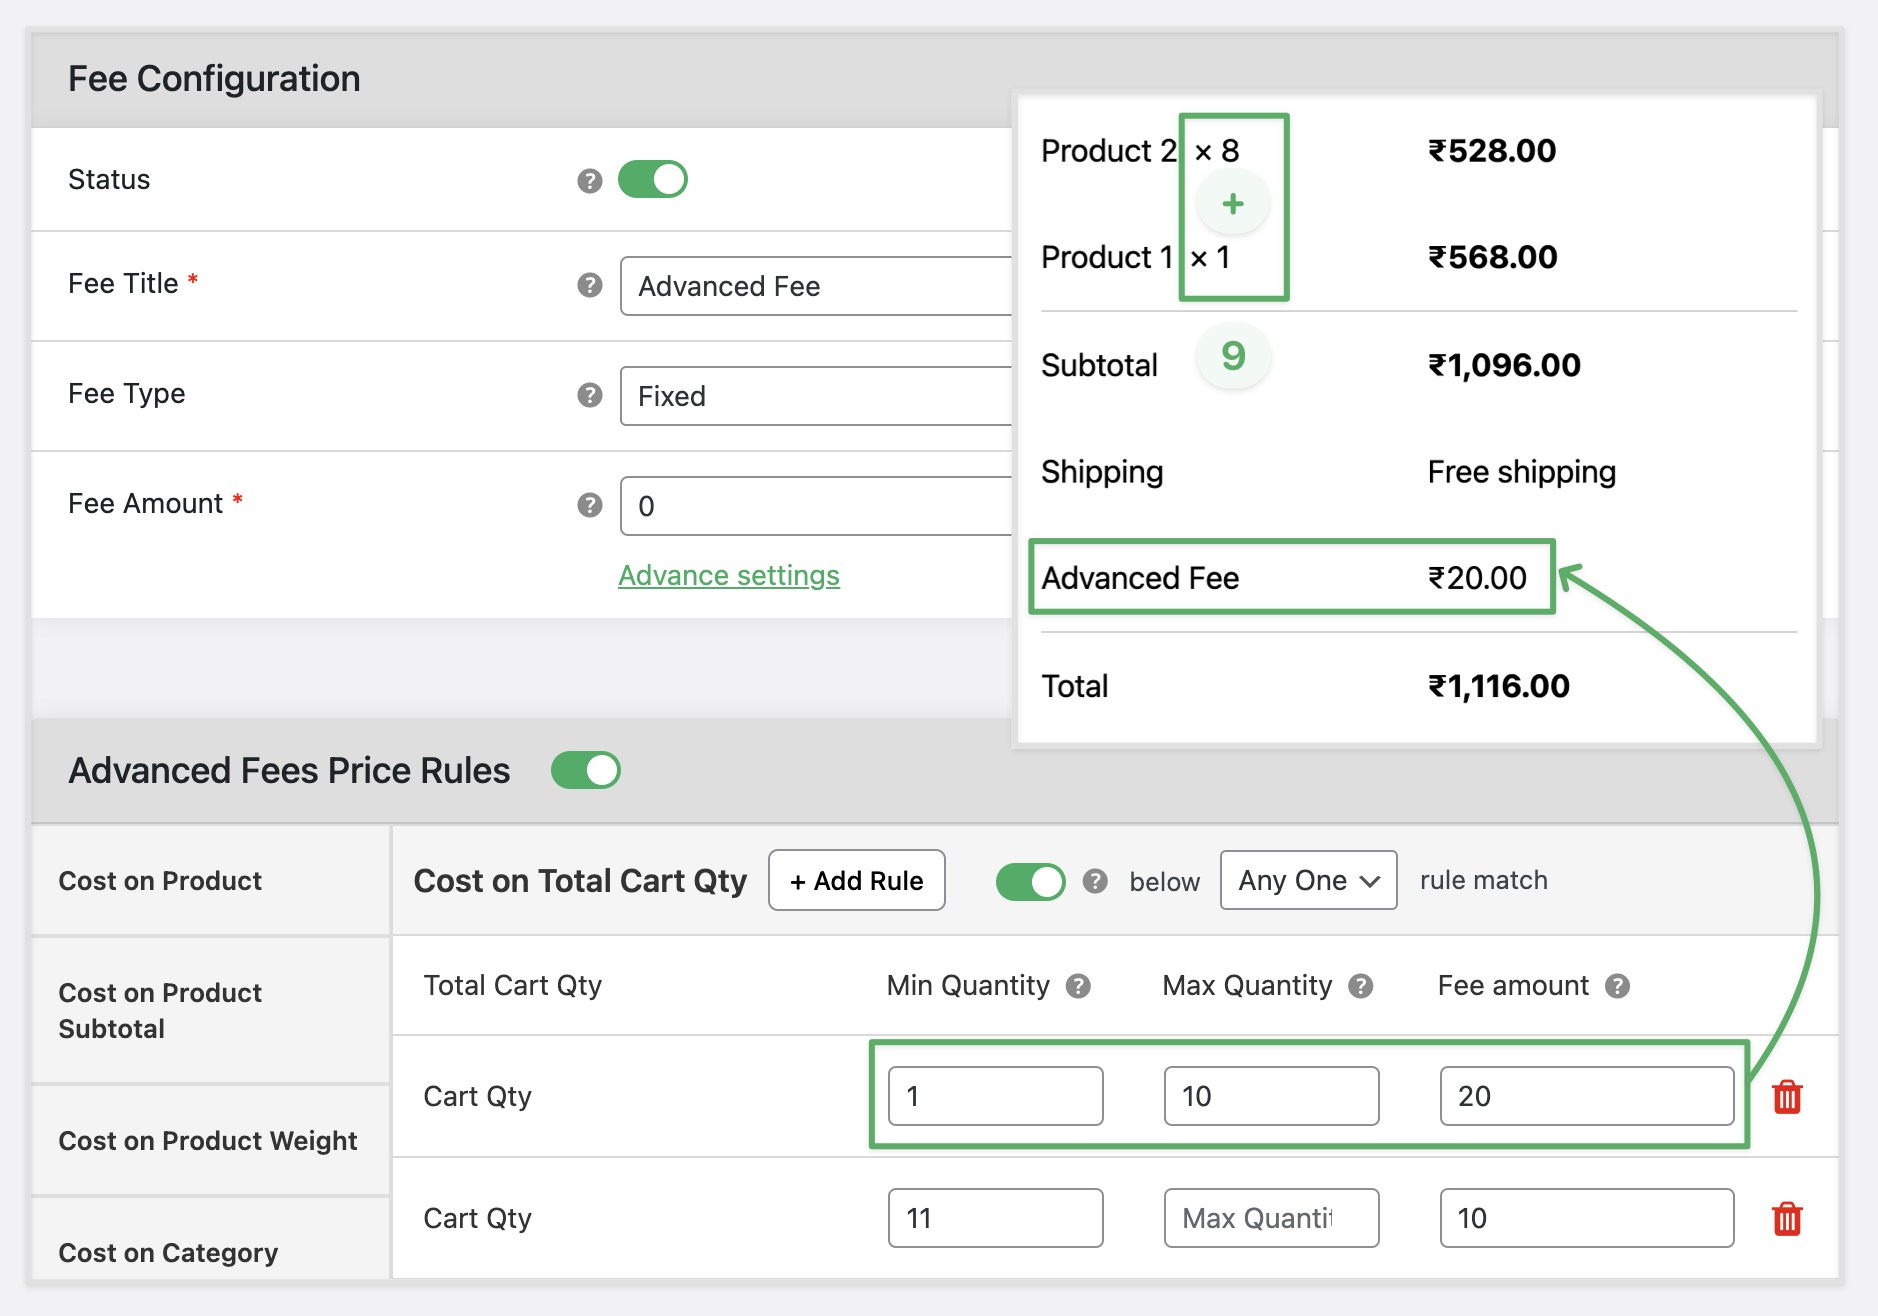 Fee Configuration
Status ?
Fee Title * ? Advanced Fee
Fee Type ? Fixed
Fee Amount * ? 0
Advance settings
Product 2 × 8 ₹528.00
+
Product 1 × 1 ₹568.00
9
Subtotal ₹1,096.00
Shipping Free shipping
Advanced Fee ₹20.00
Total ₹1,116.00
Advanced Fees Price Rules
Cost on Product
Cost on Product
Subtotal
Cost on Product Weight
Cost on Category
Cost on Total Cart Qty + Add Rule ? below Any One rule match
Total Cart Qty Min Quantity ? Max Quantity ? Fee amount ?
Cart Qty 1 10 20
Cart Qty 11 Max Quantit 10